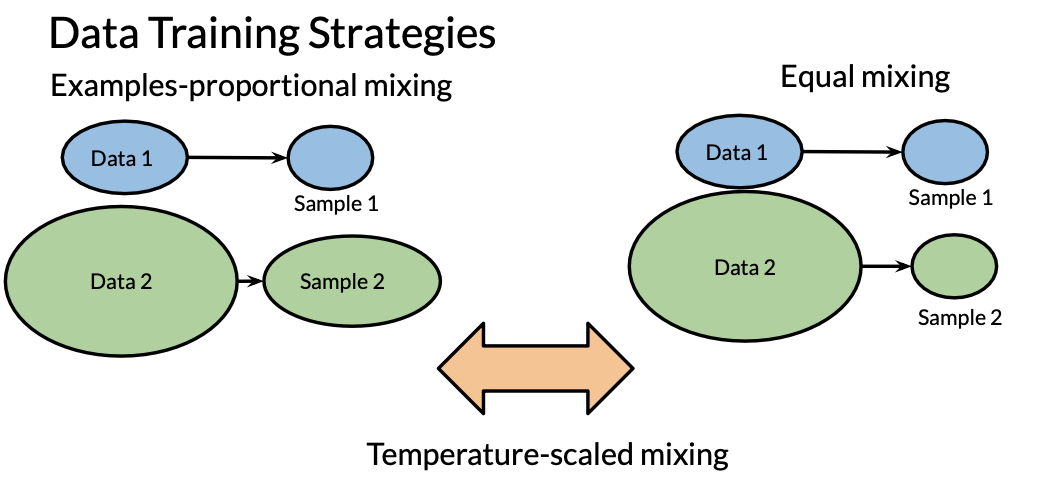 Data Training Strategies
Examples-proportional mixing
Data 1
Sample 1
Data 2
Sample 2
Equal mixing
Data 1
Sample 1
Data 2
Sample 2
Temperature-scaled mixing